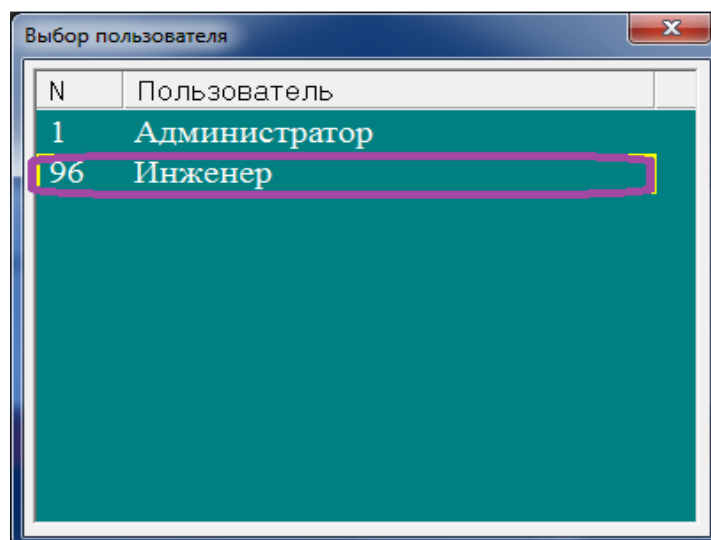 Выбор пользователя
N Пользователь
1 Администратор
96 Инженер